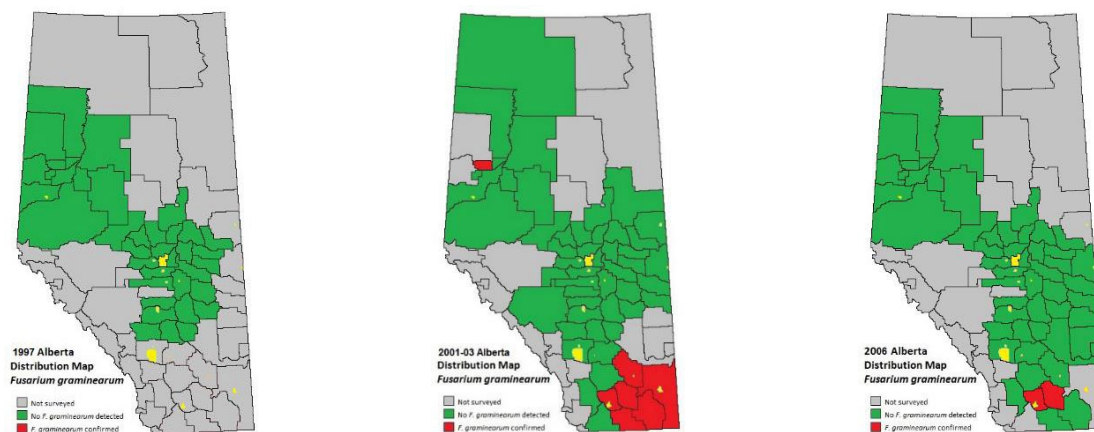 1997 Alberta
Distribution Map
Fusarium graminearum
Not surveyed
No F. graminearum detected
F. graminearum confirmed
2001-03 Alberta
Distribution Map
Fusarium graminearum
Not surveyed
No F. graminearum detected
F. graminearum confirmed
2006 Alberta
Distribution Map
Fusarium graminearum
Not surveyed
No F. graminearum detected
F. graminearum confirmed